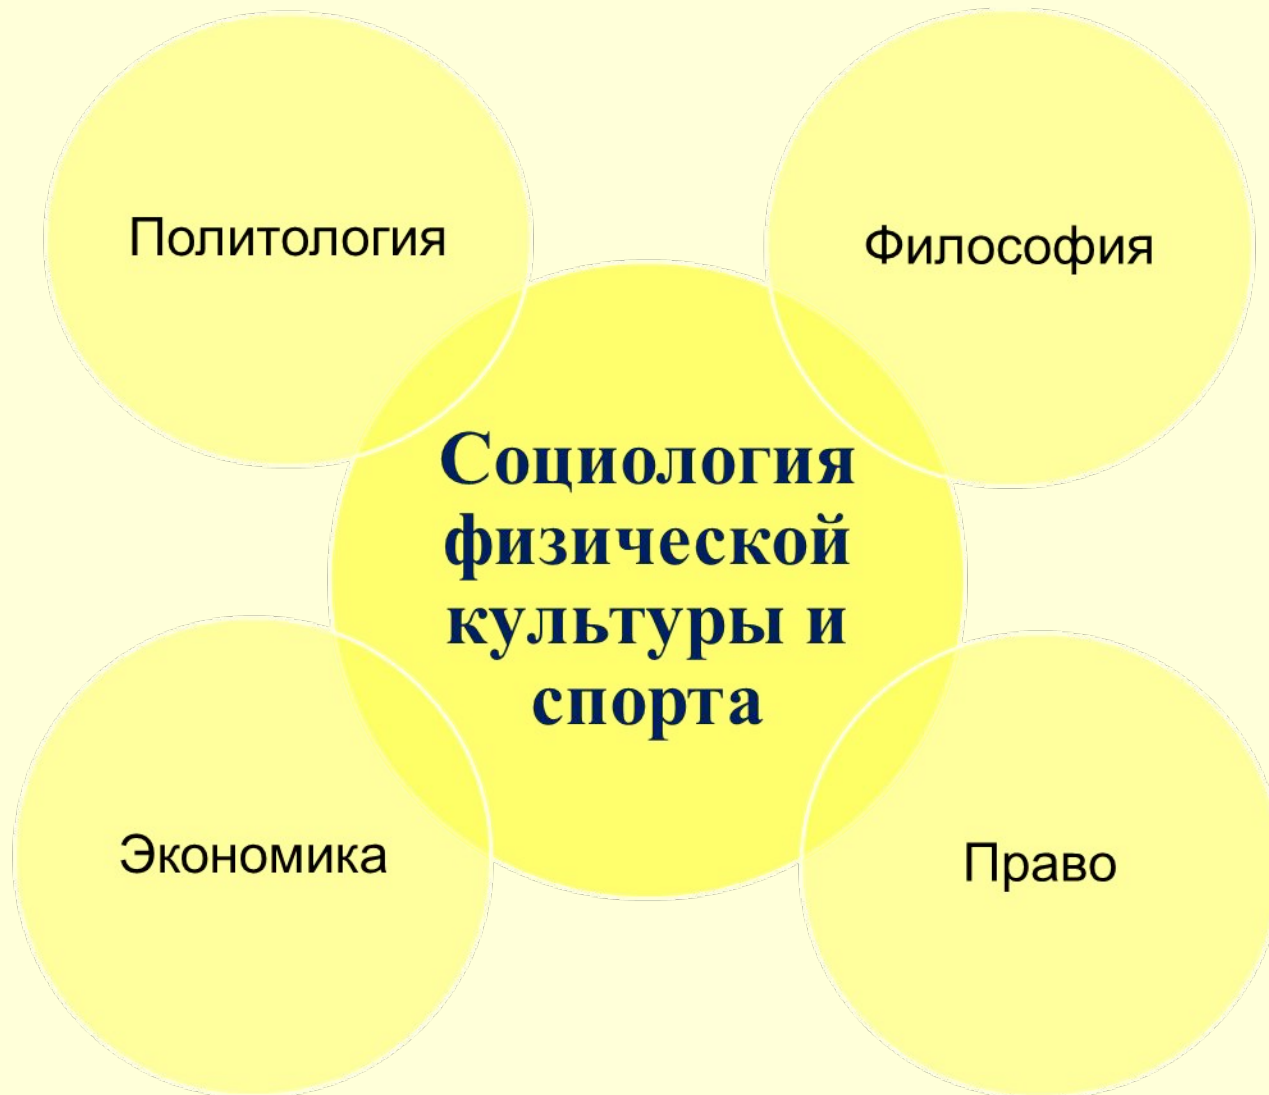 Политология
Философия
Социология
физической
культуры и
спорта
Экономика
Право